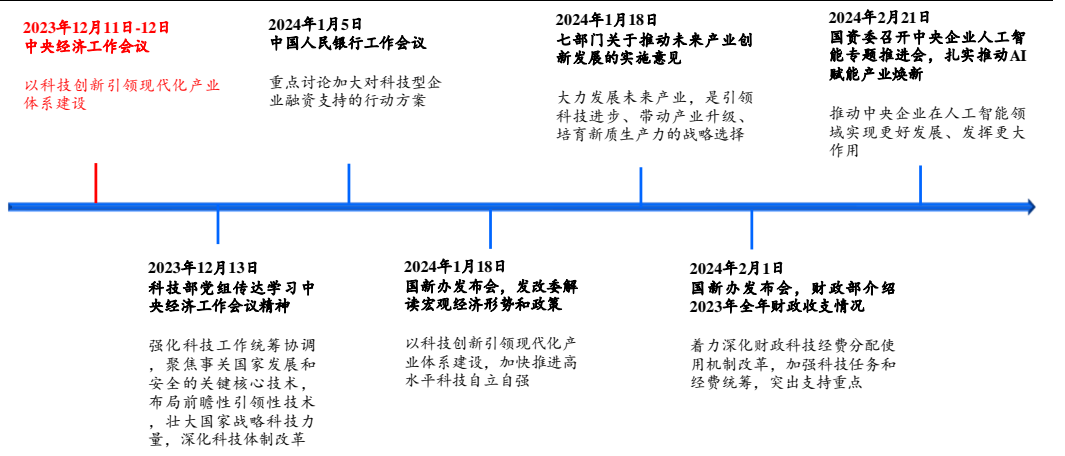 2023年12月11日-12日
中央经济工作会议
以科技创新引领现代化产业
体系建设
2024年1月5日
中国人民银行工作会议
重点讨论加大对科技型企
业融资支持的行动方案
2024年1月18日
七部门关于推动未来产业创
新发展的实施意见
大力发展未来产业，是引领
科技进步、带动产业升级、
培育新质生产力的战略选择
2024年2月21日
国资委召开中央企业人工智
能专题推进会，扎实推动AI
赋能产业焕新
推动中央企业在人工智能领
域实现更好发展、发挥更大
作用
2023年12月13日
科技部党组传达学习中
央经济工作会议精神
强化科技工作统筹协调
，聚焦事关国家发展和
安全的关键核心技术，
布局前瞻性引领性技术
，壮大国家战略科技力
量，深化科技体制改革
2024年1月18日
国新办发布会，发改委解
读宏观经济形势和政策
以科技创新引领现代化产
业体系建设，加快推进高
水平科技自立自强
2024年2月1日
国新办发布会，财政部介绍
2023年全年财政收支情况
着力深化财政科技经费分配使
用机制改革，加强科技任务和
经费统筹，突出支持重点